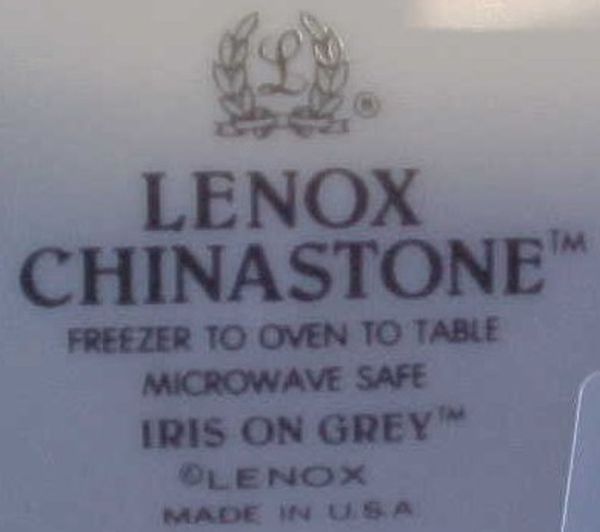 L ®
LENOX
CHINASTONE™
FREEZER TO OVEN TO TABLE
MICROWAVE SAFE
IRIS ON GREY™
©LENOX
MADE IN U.S.A